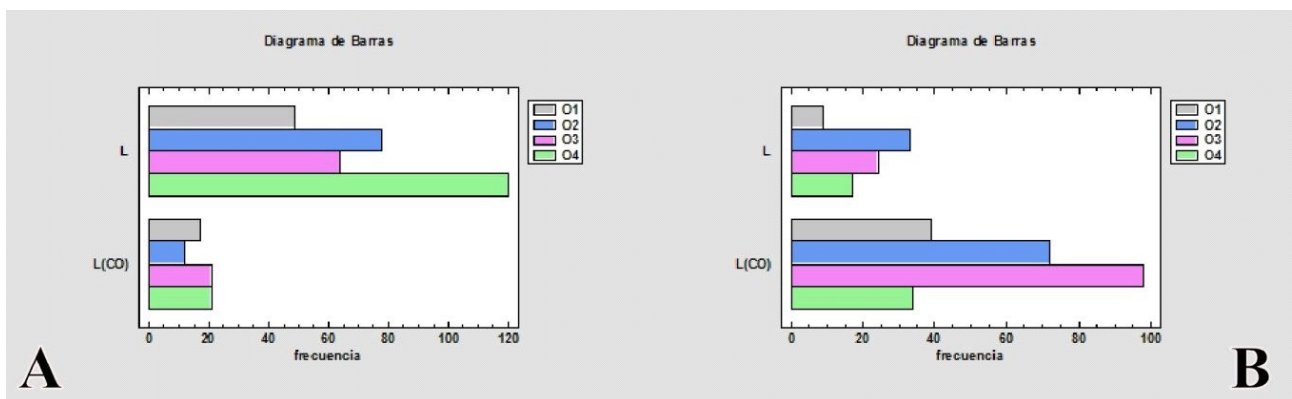 Diagrama de Barras
L
L(CO)
0 20 40 60 80 100 120
frecuencia
O1
O2
O3
O4
A
Diagrama de Barras
L
L(CO)
0 20 40 60 80 100
frecuencia
O1
O2
O3
O4
B